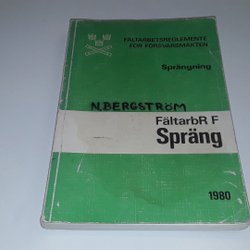 FÄLTARBETSREGLEMENTE
FÖR FÖRSVARSMAKTEN
Sprängning
N.BERGSTRÖM
FältarbR F
Spräng
1980